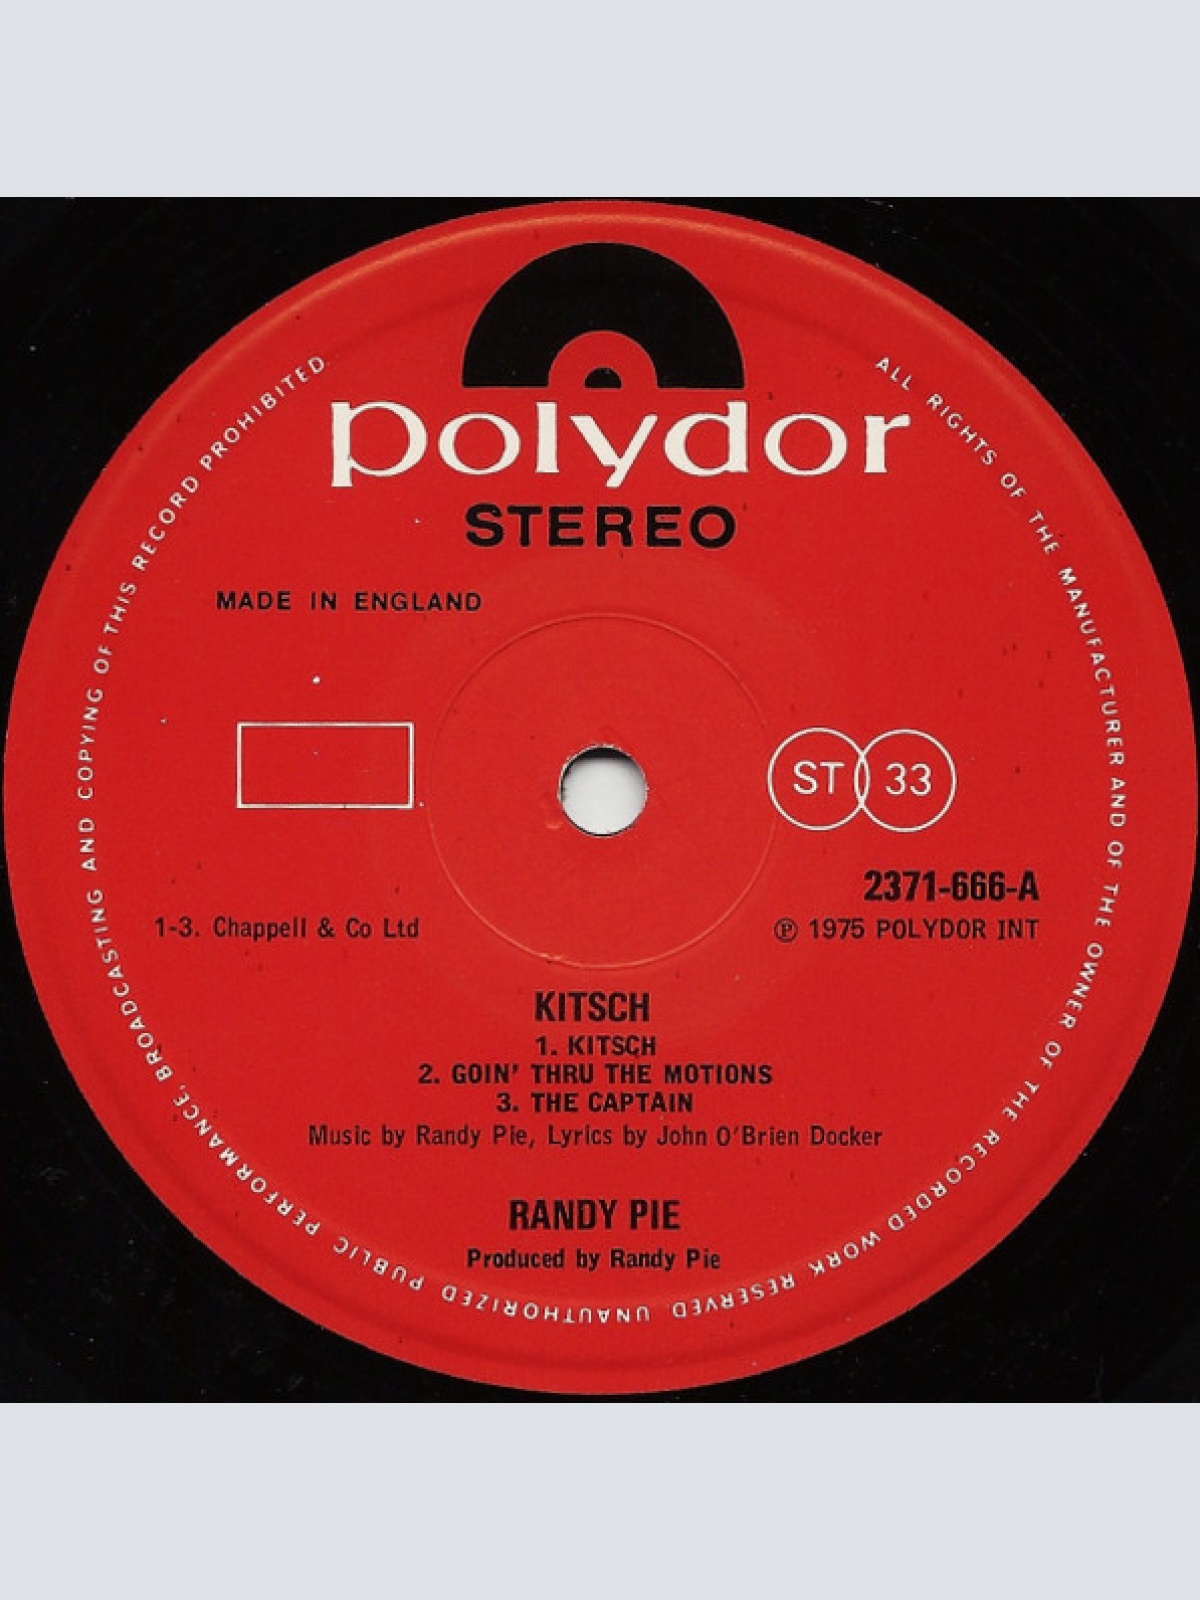 polydor
STEREO
MADE IN ENGLAND
ST 33
2371-666-A
1-3. Chappell & Co Ltd
℗ 1975 POLYDOR INT
KITSCH
1. KITSCH
2. GOIN' THRU THE MOTIONS
3. THE CAPTAIN
Music by Randy Pie, Lyrics by John O'Brien Docker
RANDY PIE
Produced by Randy Pie
ALL RIGHTS OF THE MANUFACTURER AND OF THE OWNER OF THE RECORDED WORK RESERVED. UNAUTHORIZED PUBLIC PERFORMANCE, BROADCASTING AND COPYING OF THIS RECORD PROHIBITED.